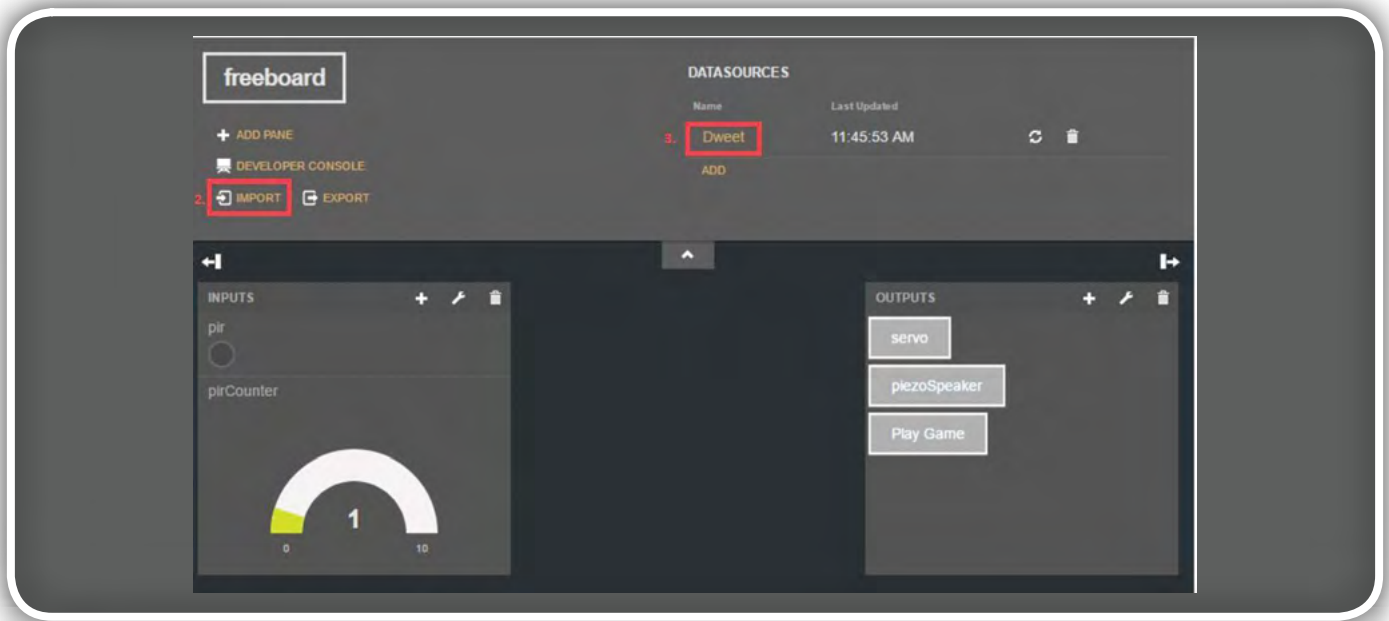 freeboard
ADD PANE
DEVELOPER CONSOLE
2. IMPORT EXPORT
DATASOURCES
Name Last Updated
3. Dweet 11:45:53 AM
ADD
INPUTS
pir
pirCounter
1
0 10
OUTPUTS
servo
piezoSpeaker
Play Game